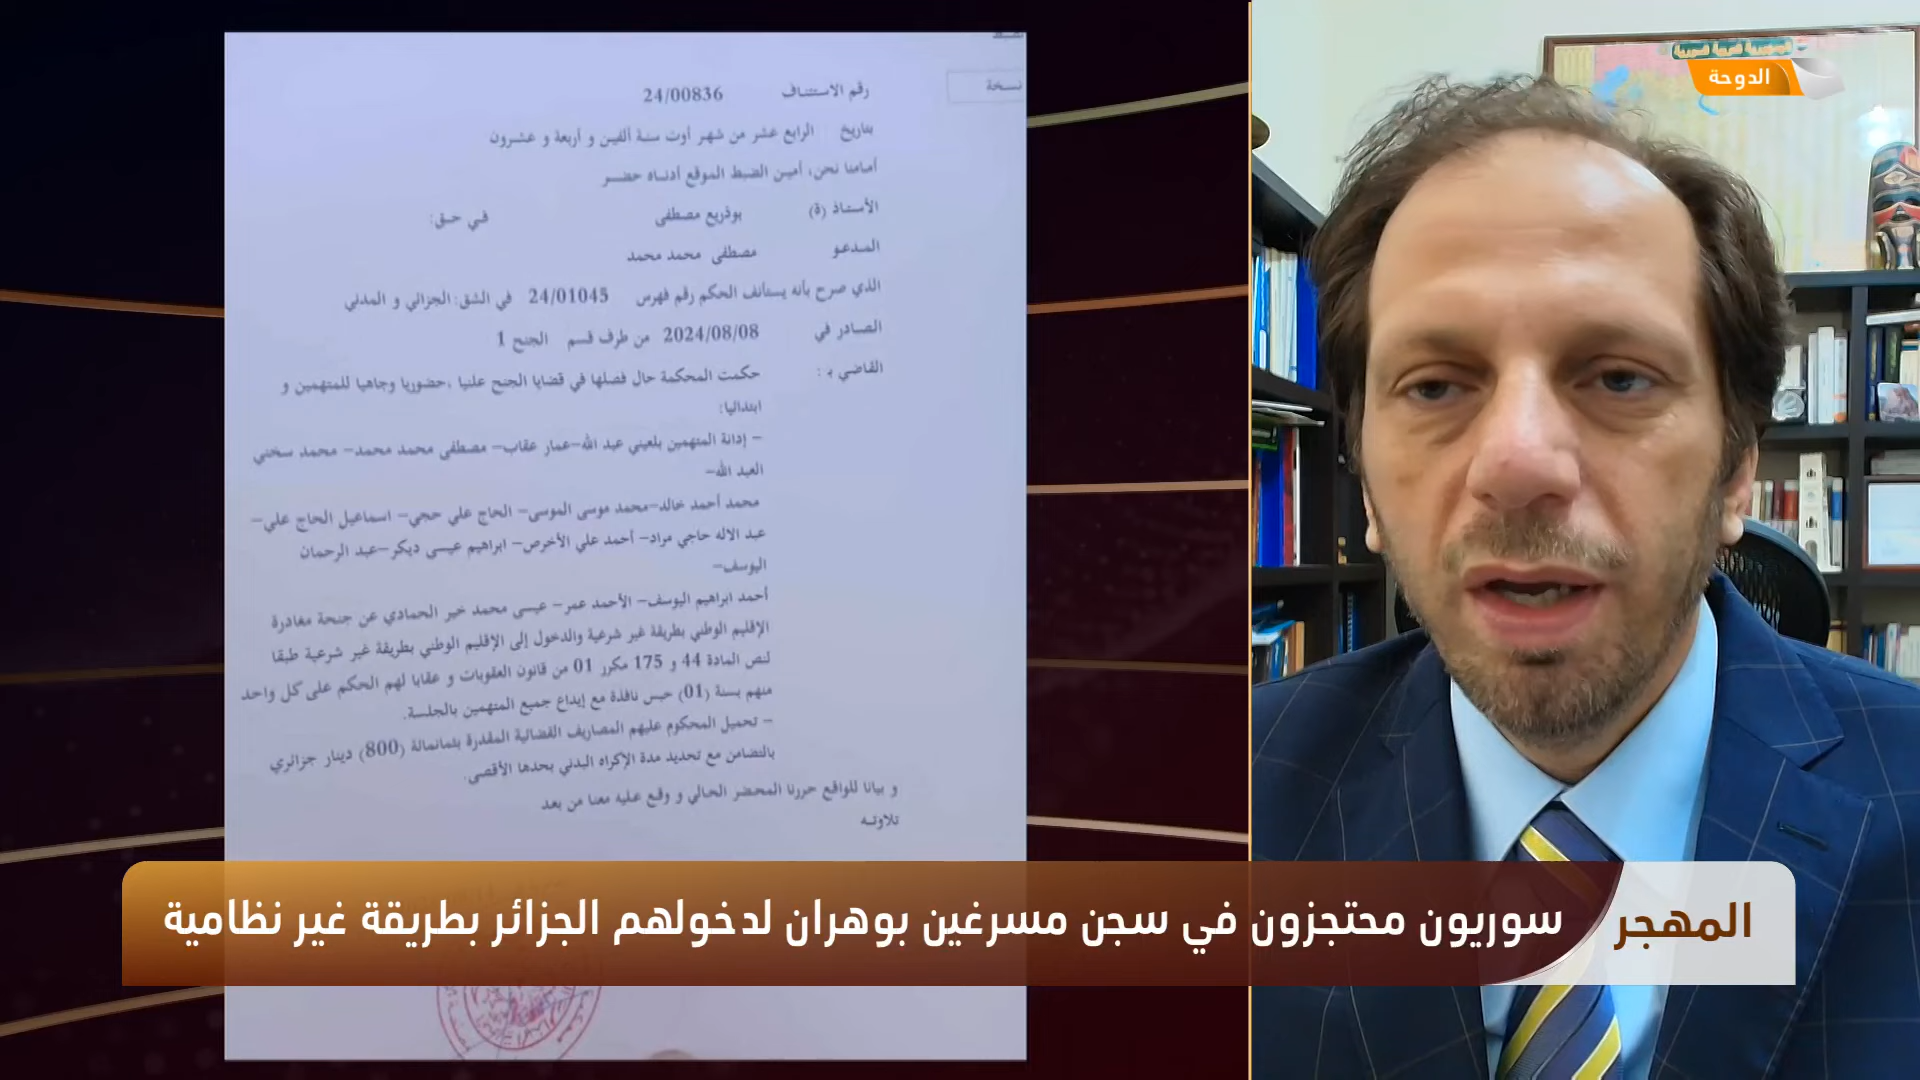 نسخة
رقم الاستئناف 24/00836
بتاريخ الرابع عشر من شهر أوت سنة ألفين و أربعة و عشرون
أمامنا نحن، أمين الضبط الموقع أدناه حضر
الأستاذ (ة) بوذريع مصطفى في حق:
المدعو مصطفى محمد محمد
الذي صرح بأنه يستأنف الحكم رقم فهرس 24/01045 في الشق: الجزائي و المدني
الصادر في 2024/08/08 من طرف قسم الجنح 1
القاضي بـ : حكمت المحكمة حال فصلها في قضايا الجنح علنيا ،حضوريا وجاهيا للمتهمين و
ابتدائيا:
– إدانة المتهمين بلعيني عبد الله–عمار عقاب– مصطفى محمد محمد– محمد سخني
العبد الله–
محمد أحمد خالد–محمد موسى الموسى– الحاج علي حجي– اسماعيل الحاج علي–
عبد الاله حاجي مراد– أحمد علي الأخرص– ابراهيم عيسى ديكر–عبد الرحمان
اليوسف–
أحمد ابراهيم اليوسف– الأحمد عمر– عيسى محمد خير الحمادي عن جنحة مغادرة
الإقليم الوطني بطريقة غير شرعية والدخول إلى الإقليم الوطني بطريقة غير شرعية طبقا
لنص المادة 44 و 175 مكرر 01 من قانون العقوبات و عقابا لهم الحكم على كل واحد
منهم بسنة (01) حبس نافذة مع إيداع جميع المتهمين بالجلسة.
– تحميل المحكوم عليهم المصاريف القضائية المقدرة بثمانمائة (800) دينار جزائري
بالتضامن مع تحديد مدة الإكراه البدني بحدها الأقصى.
و بيانا للواقع حررنا المحضر الحالي و وقع عليه معنا من بعد
تلاوته
الجمهورية العربية السورية
الدوحة
المهجر
سوريون محتجزون في سجن مسرغين بوهران لدخولهم الجزائر بطريقة غير نظامية